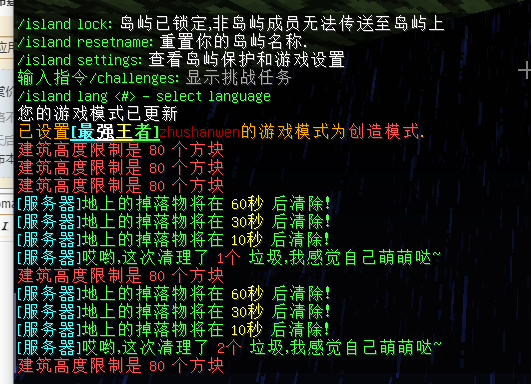 /island lock: 岛屿已锁定,非岛屿成员无法传送至岛屿上
/island resetname: 重置你的岛屿名称.
/island settings: 查看岛屿保护和游戏设置
输入指令/challenges: 显示挑战任务
/island lang <#> - select language
您的游戏模式已更新
已设置[最强王者]zhushanwen的游戏模式为创造模式.
建筑高度限制是 80 个方块
建筑高度限制是 80 个方块
建筑高度限制是 80 个方块
[服务器]地上的掉落物将在 60秒 后清除!
[服务器]地上的掉落物将在 30秒 后清除!
[服务器]地上的掉落物将在 10秒 后清除!
[服务器]哎哟,这次清理了 1个 垃圾,我感觉自己萌萌哒~
建筑高度限制是 80 个方块
[服务器]地上的掉落物将在 60秒 后清除!
[服务器]地上的掉落物将在 30秒 后清除!
[服务器]地上的掉落物将在 10秒 后清除!
[服务器]哎哟,这次清理了 2个 垃圾,我感觉自己萌萌哒~
建筑高度限制是 80 个方块